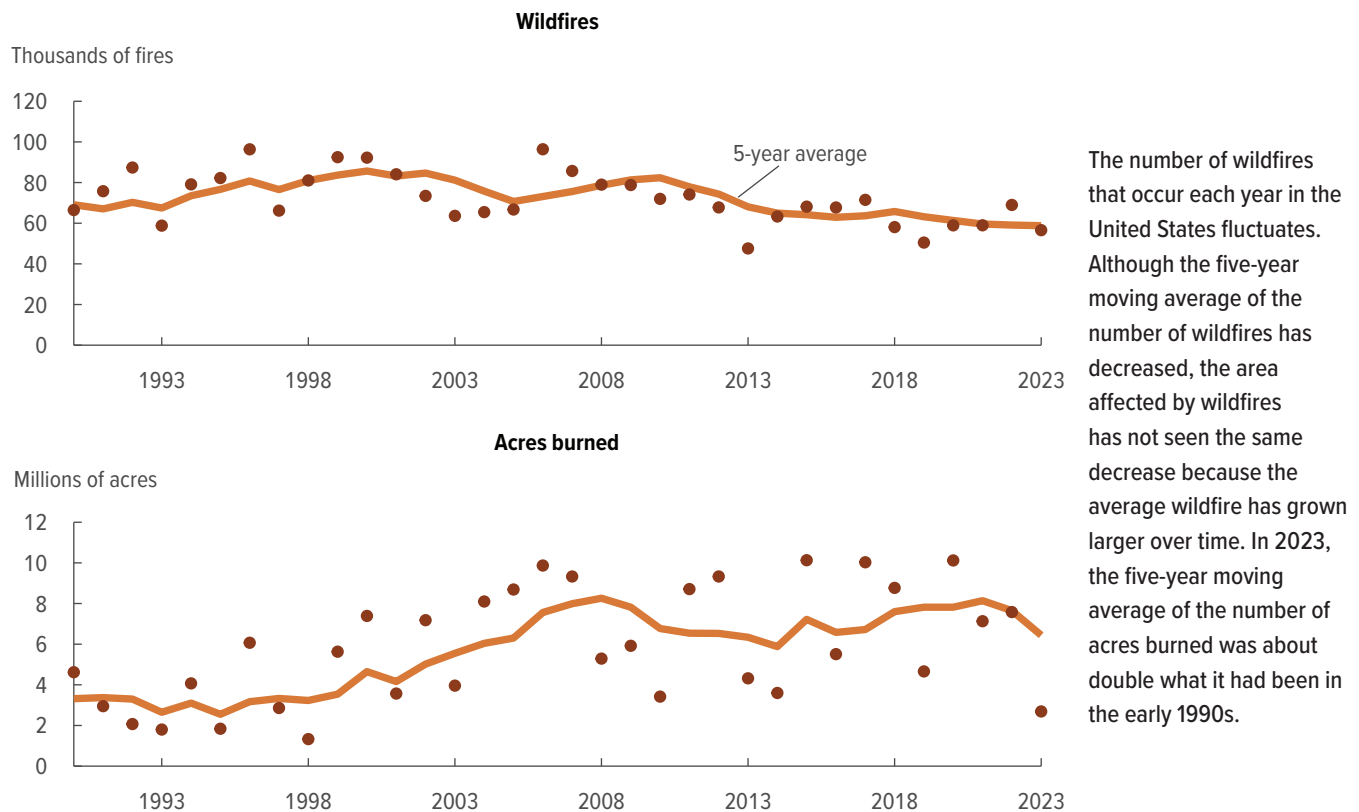 Wildfires
Thousands of fires
120
100
80
60
40
20
0
5-year average
1993 1998 2003 2008 2013 2018 2023
Acres burned
Millions of acres
12
10
8
6
4
2
0
1993 1998 2003 2008 2013 2018 2023
The number of wildfires
that occur each year in the
United States fluctuates.
Although the five-year
moving average of the
number of wildfires has
decreased, the area
affected by wildfires
has not seen the same
decrease because the
average wildfire has grown
larger over time. In 2023,
the five-year moving
average of the number of
acres burned was about
double what it had been in
the early 1990s.